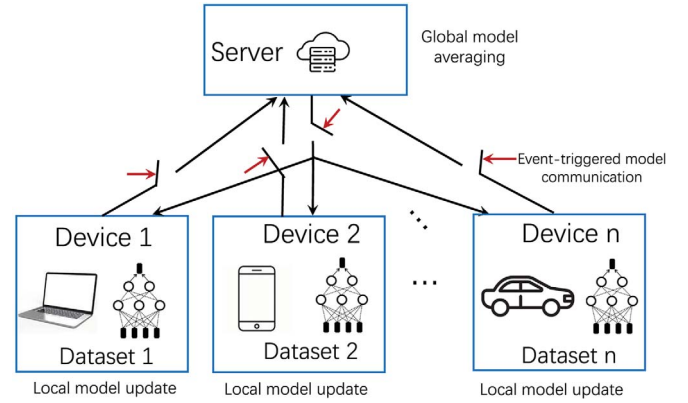 Server
Global model
averaging
Event-triggered model
communication
Device 1
Dataset 1
Local model update
Device 2
Dataset 2
Local model update
...
...
Device n
Dataset n
Local model update